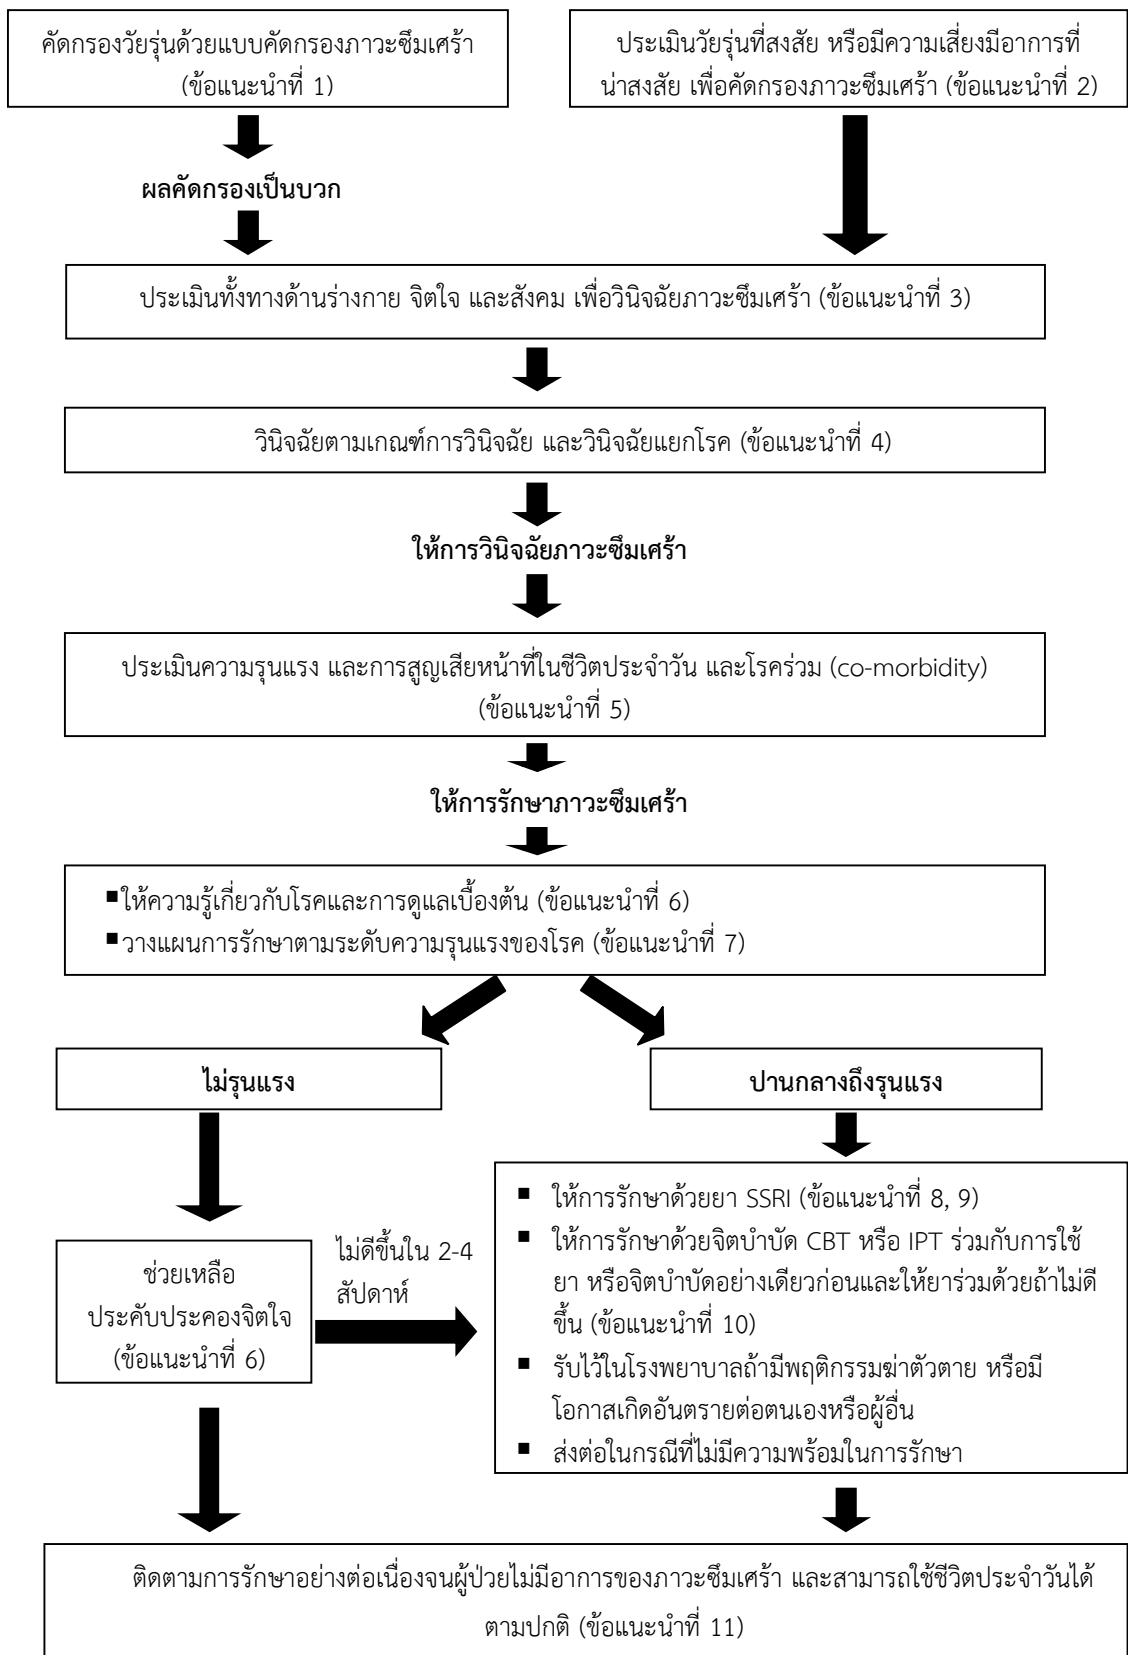 คัดกรองวัยรุ่นด้วยแบบคัดกรองภาวะซึมเศร้า
(ข้อแนะนำที่ 1)
ประเมินวัยรุ่นที่สงสัย หรือมีความเสี่ยงมีอาการที่
น่าสงสัย เพื่อคัดกรองภาวะซึมเศร้า (ข้อแนะนำที่ 2)
ผลคัดกรองเป็นบวก
ประเมินทั้งทางด้านร่างกาย จิตใจ และสังคม เพื่อวินิจฉัยภาวะซึมเศร้า (ข้อแนะนำที่ 3)
วินิจฉัยตามเกณฑ์การวินิจฉัย และวินิจฉัยแยกโรค (ข้อแนะนำที่ 4)
ให้การวินิจฉัยภาวะซึมเศร้า
ประเมินความรุนแรง และการสูญเสียหน้าที่ในชีวิตประจำวัน และโรคร่วม (co-morbidity)
(ข้อแนะนำที่ 5)
ให้การรักษาภาวะซึมเศร้า
▪ให้ความรู้เกี่ยวกับโรคและการดูแลเบื้องต้น (ข้อแนะนำที่ 6)
▪วางแผนการรักษาตามระดับความรุนแรงของโรค (ข้อแนะนำที่ 7)
ไม่รุนแรง
ปานกลางถึงรุนแรง
ช่วยเหลือ
ประคับประคองจิตใจ
(ข้อแนะนำที่ 6)
ไม่ดีขึ้นใน 2-4
สัปดาห์
▪ ให้การรักษาด้วยยา SSRI (ข้อแนะนำที่ 8, 9)
▪ ให้การรักษาด้วยจิตบำบัด CBT หรือ IPT ร่วมกับการใช้
ยา หรือจิตบำบัดอย่างเดียวก่อนและให้ยาร่วมด้วยถ้าไม่ดี
ขึ้น (ข้อแนะนำที่ 10)
▪ รับไว้ในโรงพยาบาลถ้ามีพฤติกรรมฆ่าตัวตาย หรือมี
โอกาสเกิดอันตรายต่อตนเองหรือผู้อื่น
▪ ส่งต่อในกรณีที่ไม่มีความพร้อมในการรักษา
ติดตามการรักษาอย่างต่อเนื่องจนผู้ป่วยไม่มีอาการของภาวะซึมเศร้า และสามารถใช้ชีวิตประจำวันได้
ตามปกติ (ข้อแนะนำที่ 11)